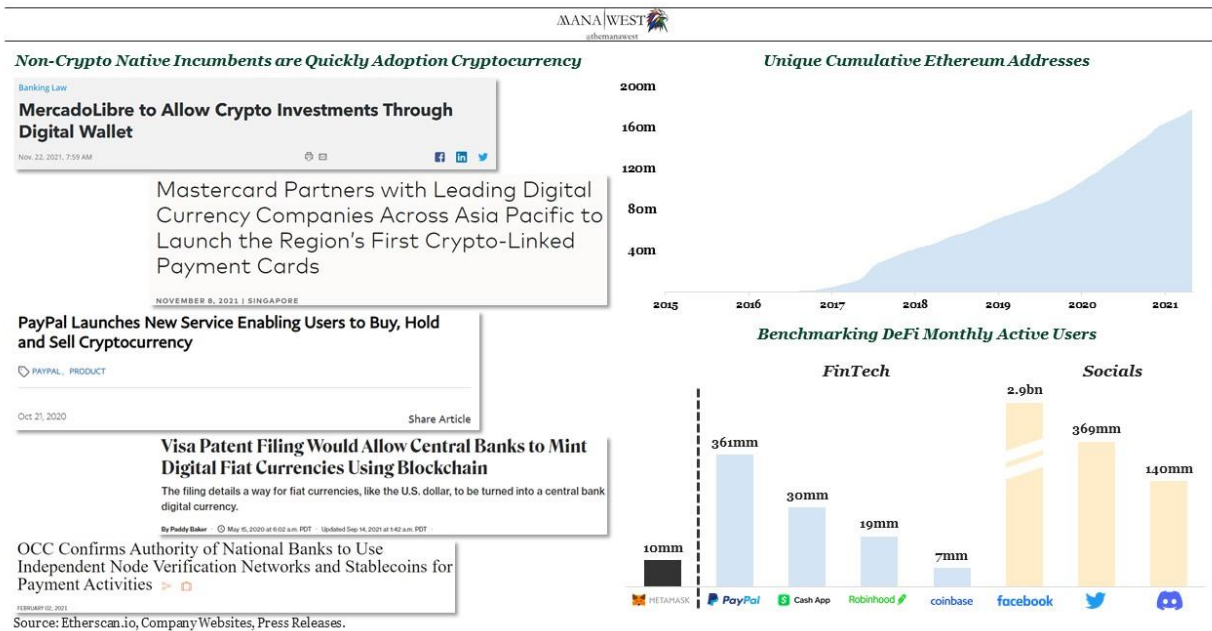 MANA WEST
@themanawest
Non-Crypto Native Incumbents are Quickly Adoption Cryptocurrency
Banking Law
MercadoLibre to Allow Crypto Investments Through
Digital Wallet
Nov. 22, 2021, 7:59 AM
Mastercard Partners with Leading Digital
Currency Companies Across Asia Pacific to
Launch the Region's First Crypto-Linked
Payment Cards
NOVEMBER 8, 2021 | SINGAPORE
PayPal Launches New Service Enabling Users to Buy, Hold
and Sell Cryptocurrency
PAYPAL, PRODUCT
Oct 21, 2020
Share Article
Visa Patent Filing Would Allow Central Banks to Mint
Digital Fiat Currencies Using Blockchain
The filing details a way for fiat currencies, like the U.S. dollar, to be turned into a central bank
digital currency.
By Paddy Baker · May 15, 2020 at 6:02 a.m. PDT · Updated Sep 14, 2021 at 1:42 a.m. PDT
OCC Confirms Authority of National Banks to Use
Independent Node Verification Networks and Stablecoins for
Payment Activities
FEBRUARY 02, 2021
Source: Etherscan.io, Company Websites, Press Releases.
Unique Cumulative Ethereum Addresses
200m
160m
120m
80m
40m
2015 2016 2017 2018 2019 2020 2021
Benchmarking DeFi Monthly Active Users
FinTech Socials
10mm
361mm
30mm
19mm
7mm
2.9bn
369mm
140mm
METAMASK PayPal Cash App Robinhood coinbase facebook